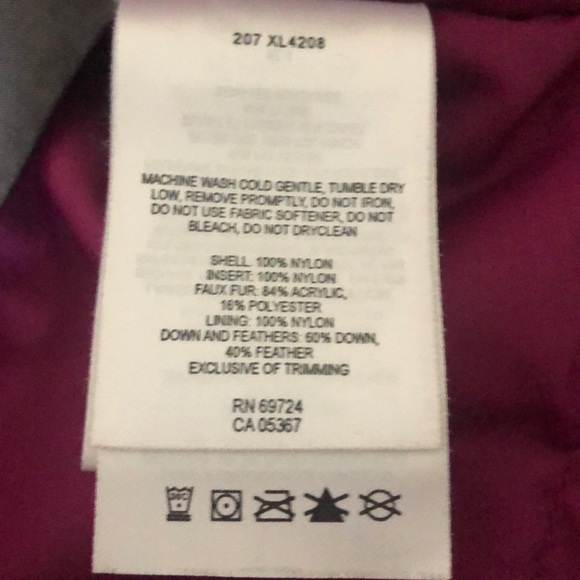 207 XL4208
MACHINE WASH COLD GENTLE, TUMBLE DRY
LOW, REMOVE PROMPTLY, DO NOT IRON,
DO NOT USE FABRIC SOFTENER, DO NOT
BLEACH, DO NOT DRYCLEAN
SHELL: 100% NYLON
INSERT: 100% NYLON
FAUX FUR: 84% ACRYLIC,
16% POLYESTER
LINING: 100% NYLON
DOWN AND FEATHERS: 60% DOWN,
40% FEATHER
EXCLUSIVE OF TRIMMING
RN 69724
CA 05367